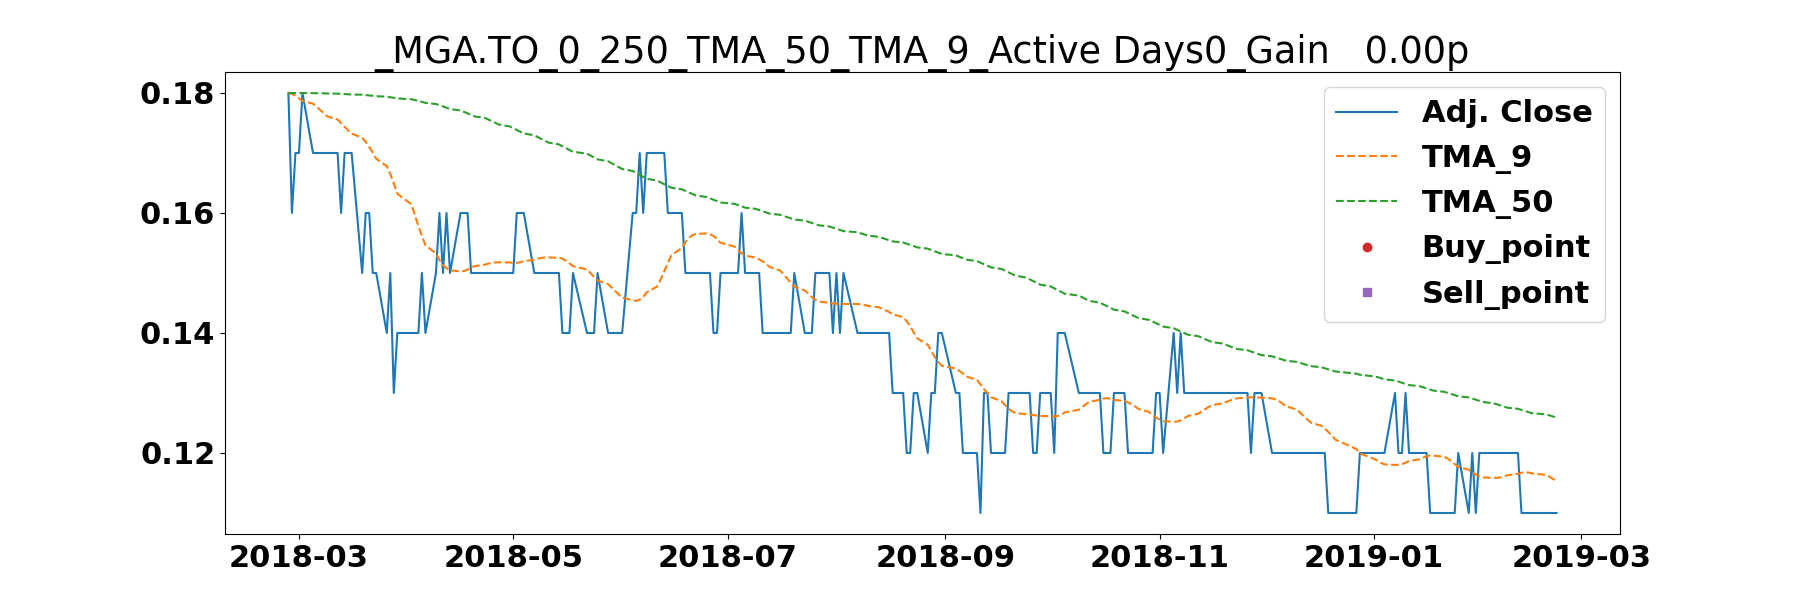 _MGA.TO_0_250_TMA_50_TMA_9_Active Days0_Gain   0.00p
0.18
0.16
0.14
0.12
Adj. Close
TMA_9
TMA_50
Buy_point
Sell_point
2018-03 2018-05 2018-07 2018-09 2018-11 2019-01 2019-03